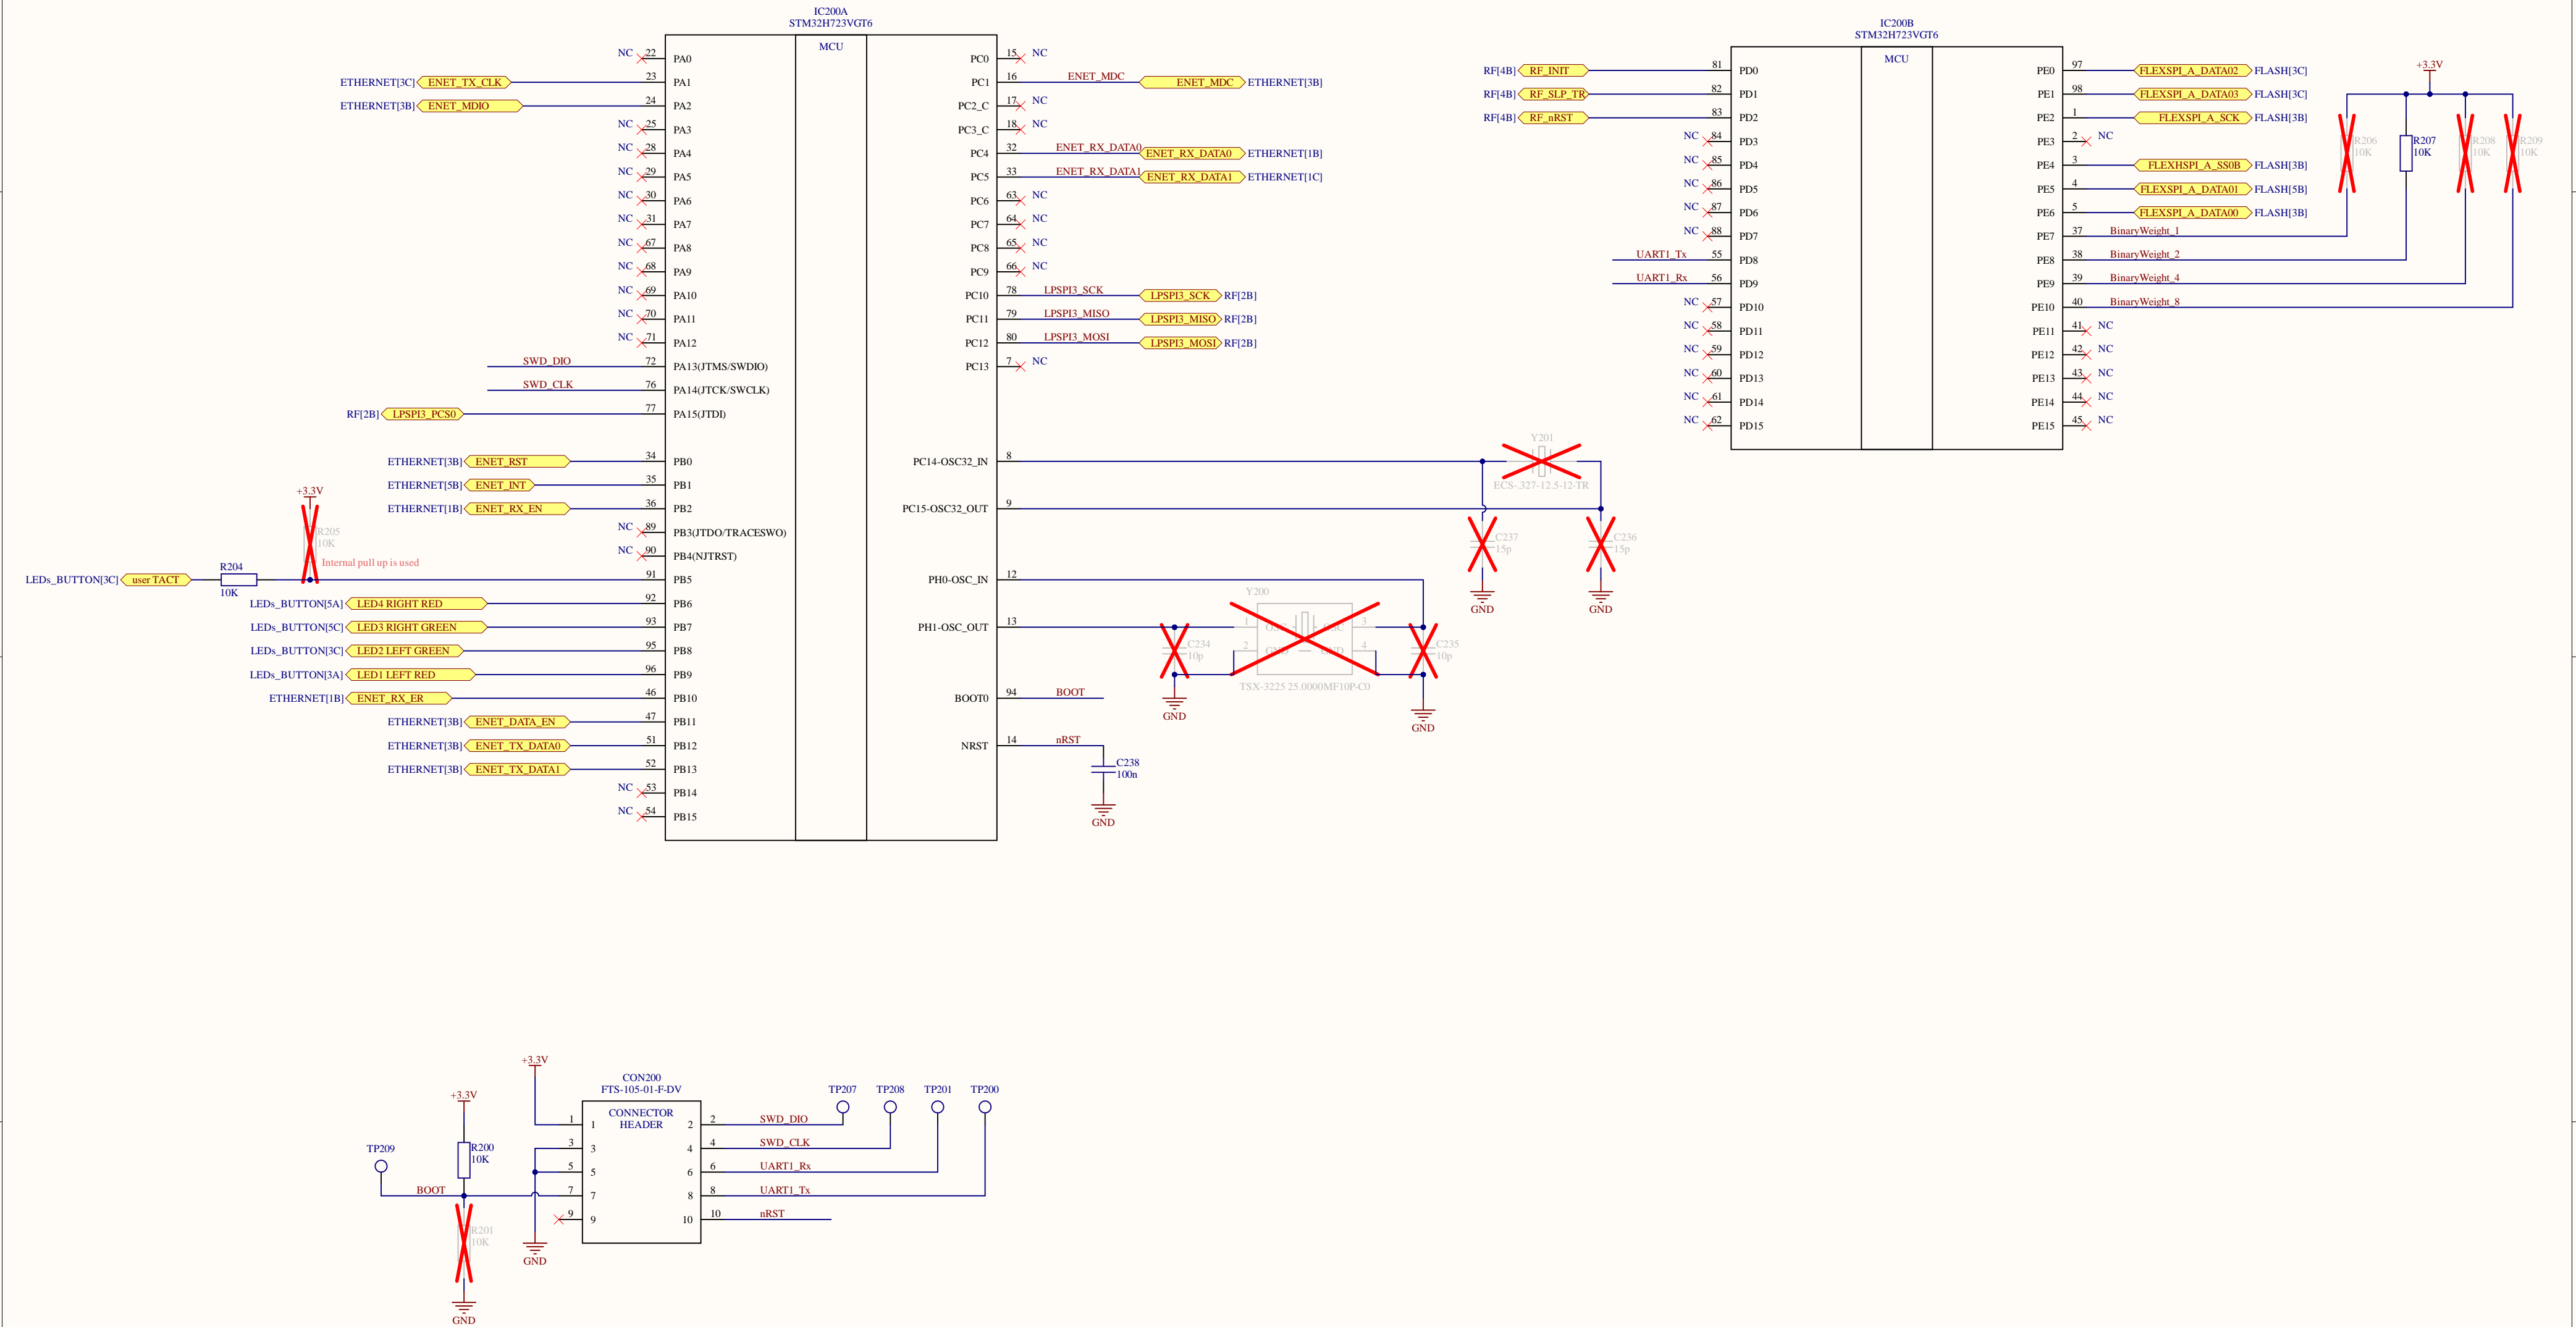 IC200A
STM32H723VGT6
MCU
NC 22 PA0
ETHERNET[3C] ENET_TX_CLK 23 PA1
ETHERNET[3B] ENET_MDIO 24 PA2
NC 25 PA3
NC 28 PA4
NC 29 PA5
NC 30 PA6
NC 31 PA7
NC 67 PA8
NC 68 PA9
NC 69 PA10
NC 70 PA11
NC 71 PA12
SWD_DIO 72 PA13(JTMS/SWDIO)
SWD_CLK 76 PA14(JTCK/SWCLK)
RF[2B] LPSPI3_PCS0 77 PA15(JTDI)
ETHERNET[3B] ENET_RST 34 PB0
ETHERNET[5B] ENET_INT 35 PB1
ETHERNET[1B] ENET_RX_EN 36 PB2
NC 89 PB3(JTDO/TRACESWO)
NC 90 PB4(NJTRST)
+3.3V
R205
10K
Internal pull up is used
LEDs_BUTTON[3C] user TACT R204 10K 91 PB5
LEDs_BUTTON[5A] LED4 RIGHT RED 92 PB6
LEDs_BUTTON[5C] LED3 RIGHT GREEN 93 PB7
LEDs_BUTTON[3C] LED2 LEFT GREEN 95 PB8
LEDs_BUTTON[3A] LED1 LEFT RED 96 PB9
ETHERNET[1B] ENET_RX_ER 46 PB10
ETHERNET[3B] ENET_DATA_EN 47 PB11
ETHERNET[3B] ENET_TX_DATA0 51 PB12
ETHERNET[3B] ENET_TX_DATA1 52 PB13
NC 53 PB14
NC 54 PB15
PC0 15 NC
PC1 16 ENET_MDC ENET_MDC ETHERNET[3B]
PC2_C 17 NC
PC3_C 18 NC
PC4 32 ENET_RX_DATA0 ENET_RX_DATA0 ETHERNET[1B]
PC5 33 ENET_RX_DATA1 ENET_RX_DATA1 ETHERNET[1C]
PC6 63 NC
PC7 64 NC
PC8 65 NC
PC9 66 NC
PC10 78 LPSPI3_SCK LPSPI3_SCK RF[2B]
PC11 79 LPSPI3_MISO LPSPI3_MISO RF[2B]
PC12 80 LPSPI3_MOSI LPSPI3_MOSI RF[2B]
PC13 7 NC
PC14-OSC32_IN 8
PC15-OSC32_OUT 9
Y201
ECS-.327-12.5-12-TR
C237
15p
GND
C236
15p
GND
PH0-OSC_IN 12
PH1-OSC_OUT 13
Y200
1 OSC OSC 3
2 GND GND 4
TSX-3225 25.0000MF10P-C0
C234
10p
GND
C235
10p
GND
BOOT0 94 BOOT
NRST 14 nRST
C238
100n
GND
IC200B
STM32H723VGT6
MCU
RF[4B] RF_INIT 81 PD0
RF[4B] RF_SLP_TR 82 PD1
RF[4B] RF_nRST 83 PD2
NC 84 PD3
NC 85 PD4
NC 86 PD5
NC 87 PD6
NC 88 PD7
UART1_Tx 55 PD8
UART1_Rx 56 PD9
NC 57 PD10
NC 58 PD11
NC 59 PD12
NC 60 PD13
NC 61 PD14
NC 62 PD15
PE0 97 FLEXSPI_A_DATA02 FLASH[3C]
PE1 98 FLEXSPI_A_DATA03 FLASH[3C]
PE2 1 FLEXSPI_A_SCK FLASH[3B]
PE3 2 NC
PE4 3 FLEXHSPI_A_SS0B FLASH[3B]
PE5 4 FLEXSPI_A_DATA01 FLASH[5B]
PE6 5 FLEXSPI_A_DATA00 FLASH[3B]
PE7 37 BinaryWeight_1
PE8 38 BinaryWeight_2
PE9 39 BinaryWeight_4
PE10 40 BinaryWeight_8
PE11 41 NC
PE12 42 NC
PE13 43 NC
PE14 44 NC
PE15 45 NC
+3.3V
R206 R207 R208 R209
10K 10K 10K 10K
+3.3V
CON200
FTS-105-01-F-DV
CONNECTOR
HEADER
TP207 TP208 TP201 TP200
1 1 2 2 SWD_DIO
3 3 4 4 SWD_CLK
5 5 6 6 UART1_Rx
7 7 8 8 UART1_Tx
9 9 10 10 nRST
GND
+3.3V
R200
10K
TP209
BOOT
R201
10K
GND